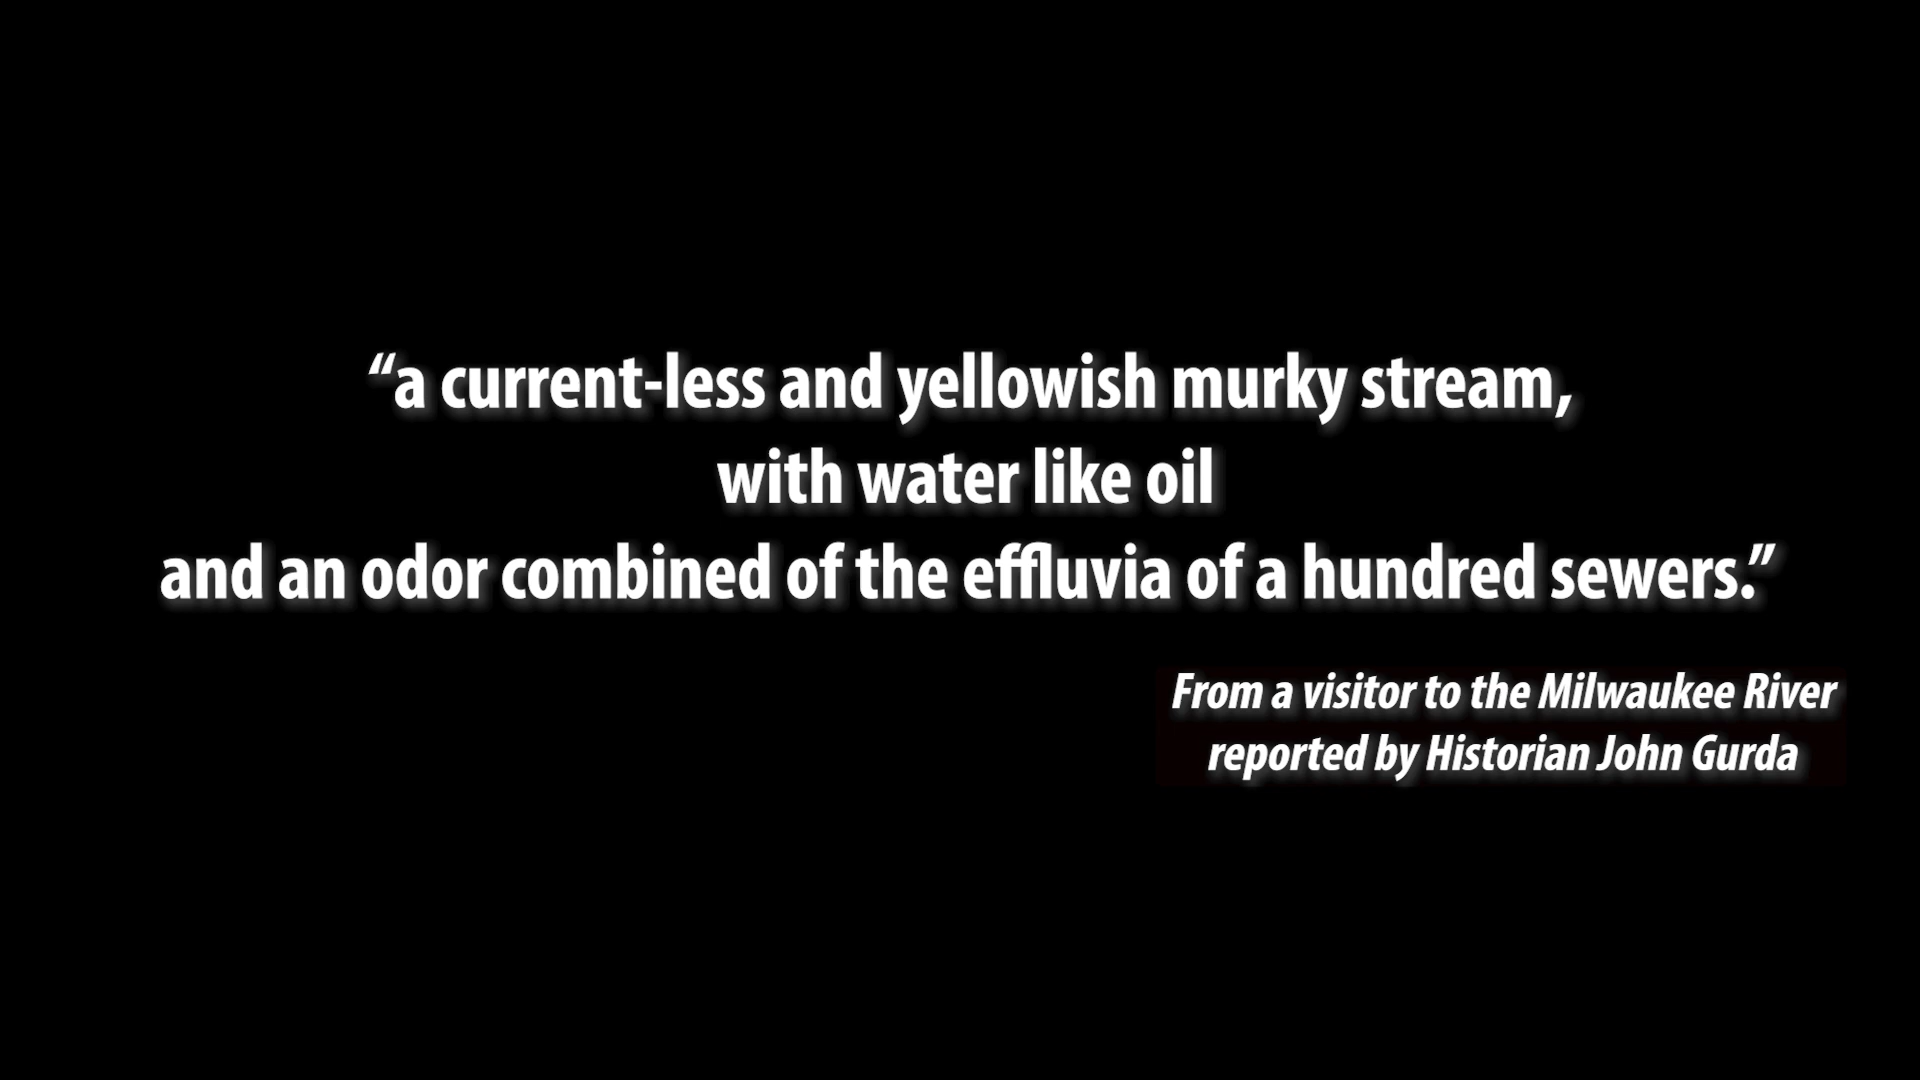 “a current-less and yellowish murky stream,
with water like oil
and an odor combined of the effluvia of a hundred sewers.”
From a visitor to the Milwaukee River
reported by Historian John Gurda